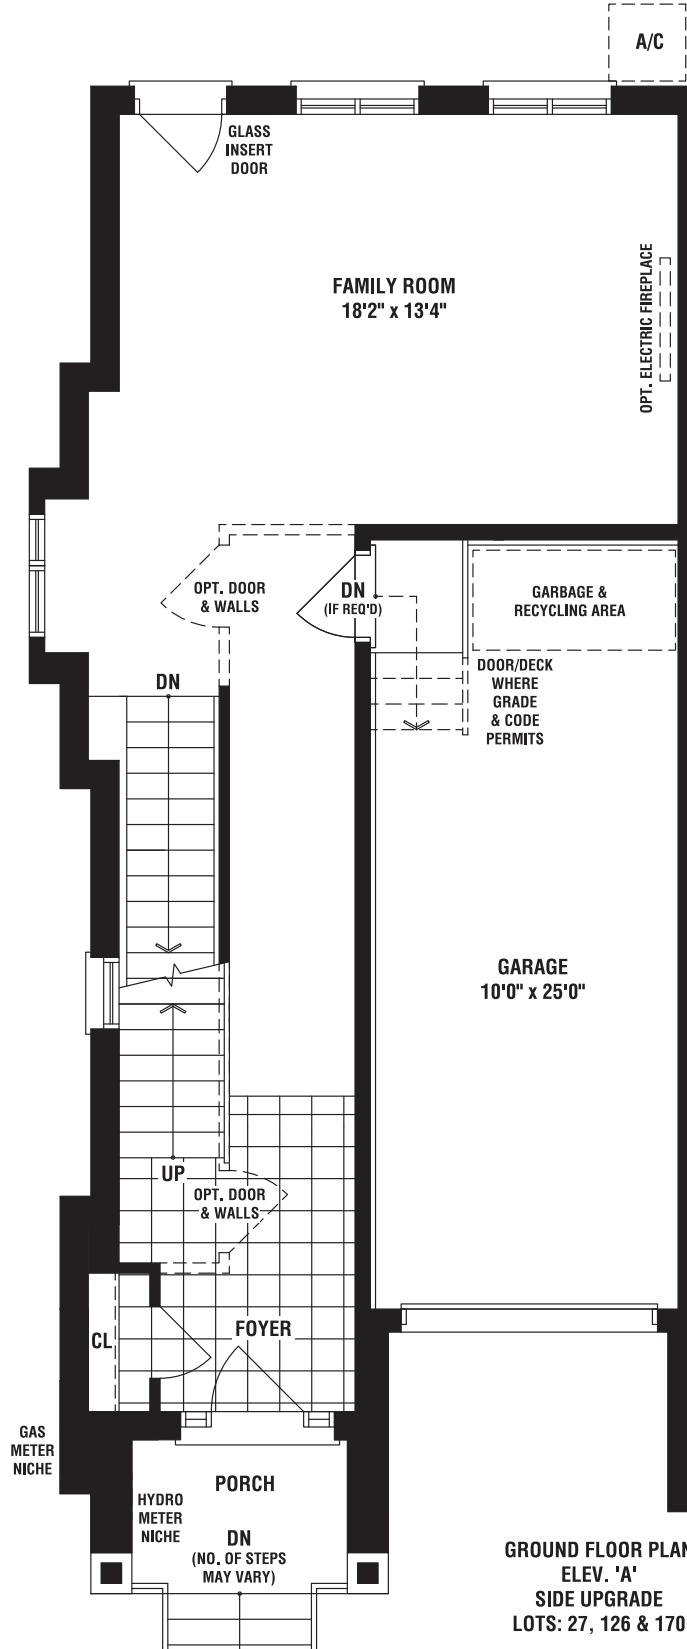 A/C
GLASS
INSERT
DOOR
FAMILY ROOM
18'2" x 13'4"
OPT. ELECTRIC FIREPLACE
OPT. DOOR
& WALLS
DN
(IF REQ'D)
GARBAGE &
RECYCLING AREA
DN
DOOR/DECK
WHERE
GRADE
& CODE
PERMITS
GARAGE
10'0" x 25'0"
UP
OPT. DOOR
& WALLS
CL
FOYER
GAS
METER
NICHE
PORCH
HYDRO
METER
NICHE
DN
(NO. OF STEPS
MAY VARY)
GROUND FLOOR PLAN
ELEV. 'A'
SIDE UPGRADE
LOTS: 27, 126 & 170